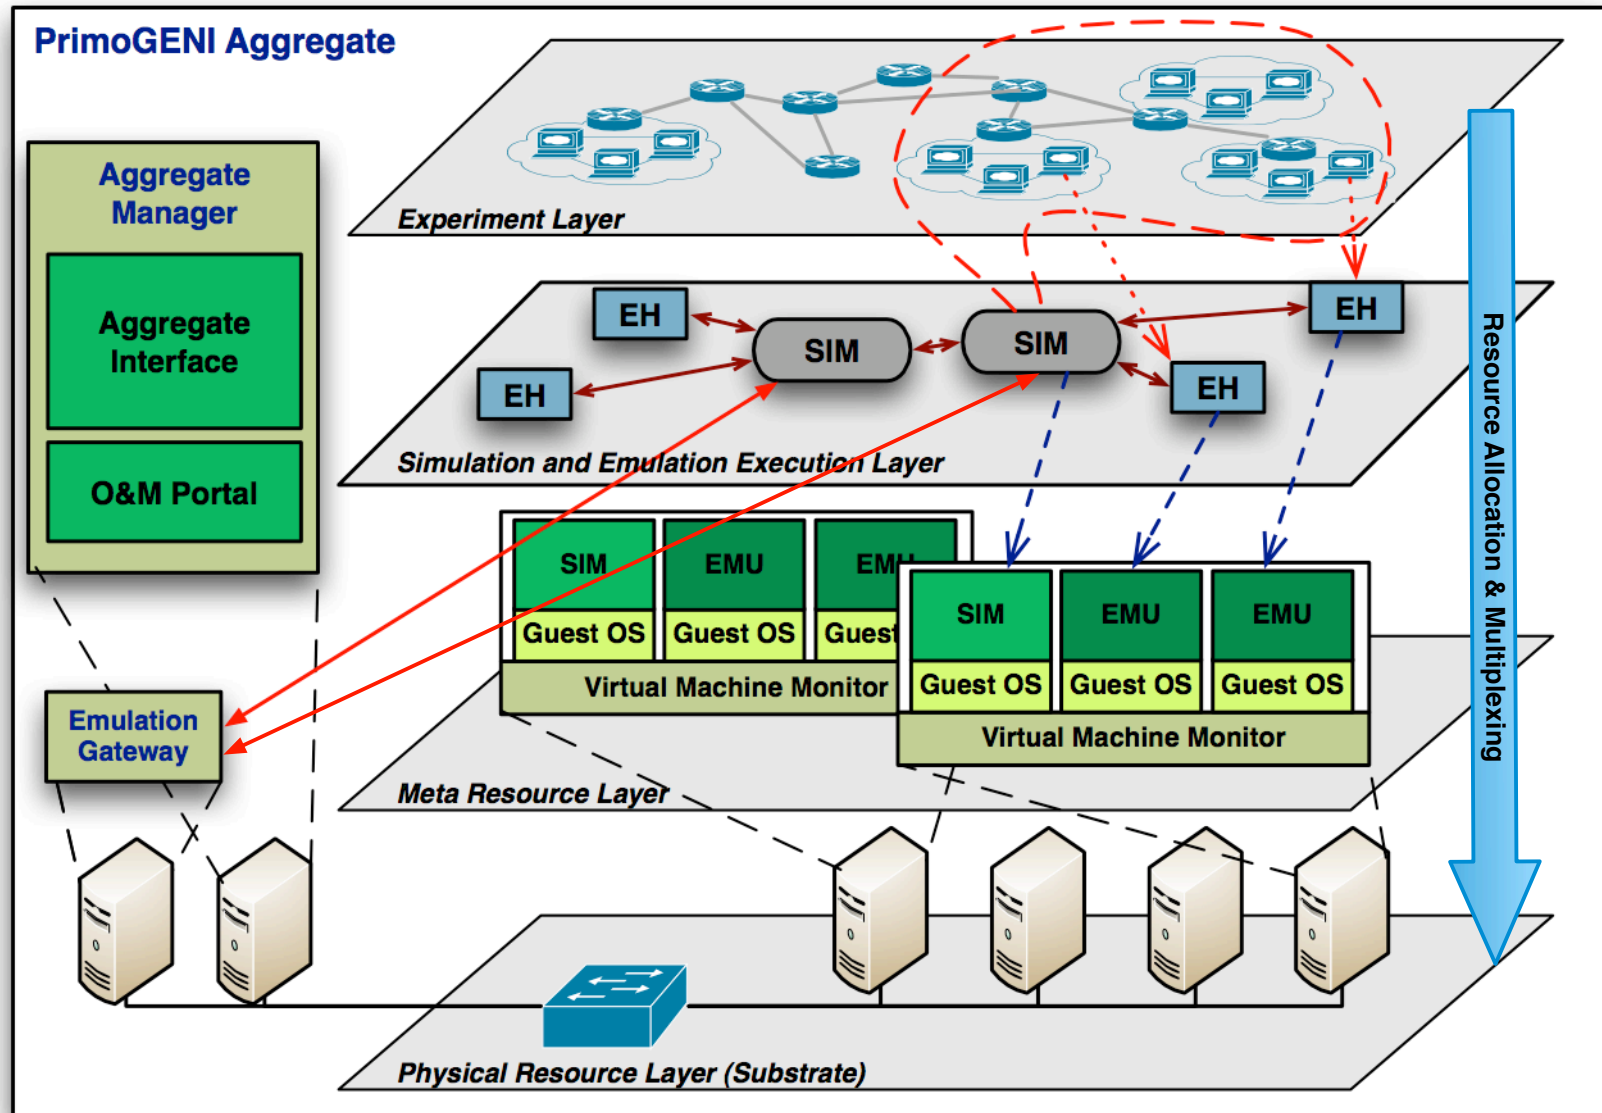 PrimoGENI Aggregate
Aggregate
Manager
Aggregate
Interface
O&M Portal
Emulation
Gateway
Experiment Layer
EH
EH
SIM
SIM
EH
EH
Simulation and Emulation Execution Layer
SIM
EMU
EMU
Guest OS
Guest OS
Guest
Virtual Machine Monitor
SIM
EMU
EMU
Guest OS
Guest OS
Guest OS
Virtual Machine Monitor
Meta Resource Layer
Physical Resource Layer (Substrate)
Resource Allocation & Multiplexing